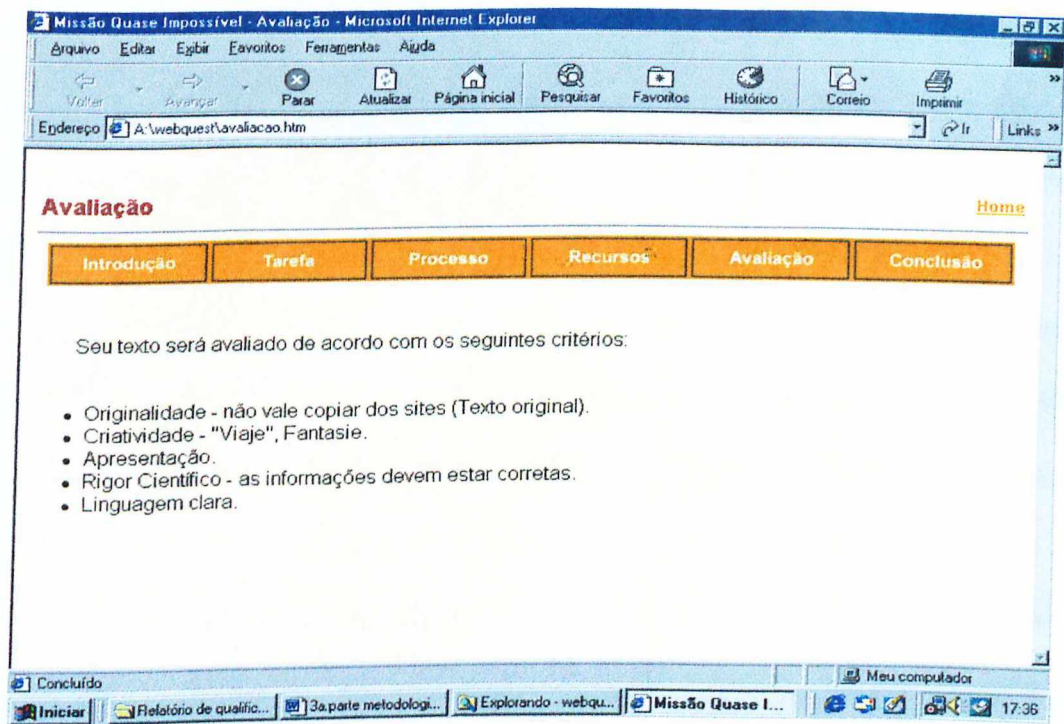 Missão Quase Impossível - Avaliação - Microsoft Internet Explorer
Arquivo Editar Exibir Favoritos Ferramentas Ajuda
Voltar Avançar Parar Atualizar Página inicial Pesquisar Favoritos Histórico Correio Imprimir »
Endereço A:\webquest\avaliacao.htm Ir Links »
Avaliação Home
Introdução Tarefa Processo Recursos Avaliação Conclusão
Seu texto será avaliado de acordo com os seguintes critérios:
• Originalidade - não vale copiar dos sites (Texto original).
• Criatividade - "Viaje", Fantasie.
• Apresentação.
• Rigor Científico - as informações devem estar corretas.
• Linguagem clara.
Concluído Meu computador
Iniciar Relatório de qualific... 3a.parte metodologi... Explorando - webqu... Missão Quase I... 17:36